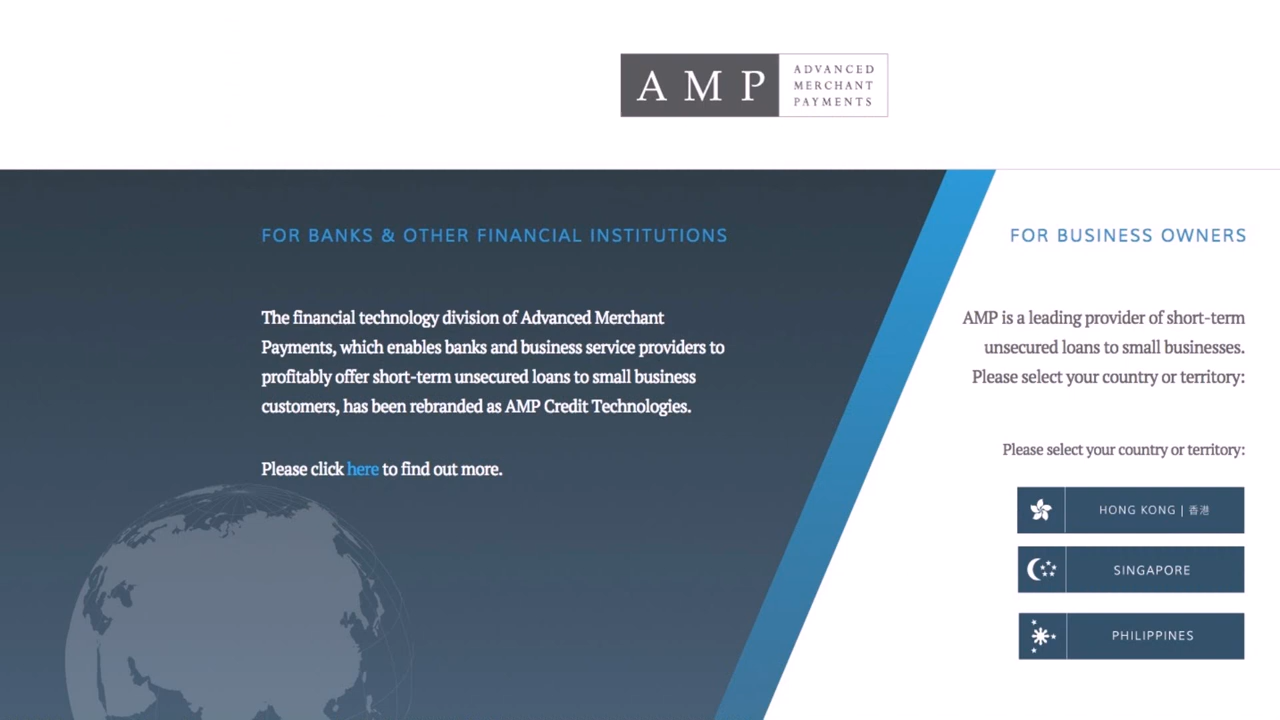 AMP
ADVANCED
MERCHANT
PAYMENTS
FOR BANKS & OTHER FINANCIAL INSTITUTIONS
The financial technology division of Advanced Merchant
Payments, which enables banks and business service providers to
profitably offer short-term unsecured loans to small business
customers, has been rebranded as AMP Credit Technologies.
Please click here to find out more.
FOR BUSINESS OWNERS
AMP is a leading provider of short-term
unsecured loans to small businesses.
Please select your country or territory:
Please select your country or territory:
HONG KONG | 香港
SINGAPORE
PHILIPPINES